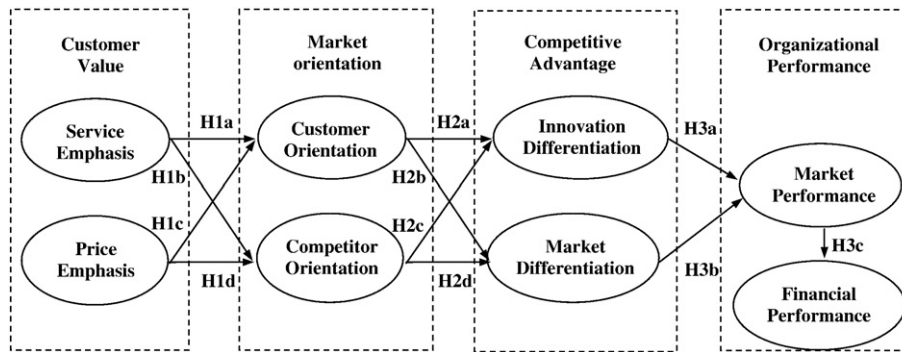 Customer
Value
Market
orientation
Competitive
Advantage
Organizational
Performance
Service
Emphasis
Price
Emphasis
H1a
H1b
H1c
H1d
Customer
Orientation
Competitor
Orientation
H2a
H2b
H2c
H2d
Innovation
Differentiation
Market
Differentiation
H3a
H3b
Market
Performance
H3c
Financial
Performance